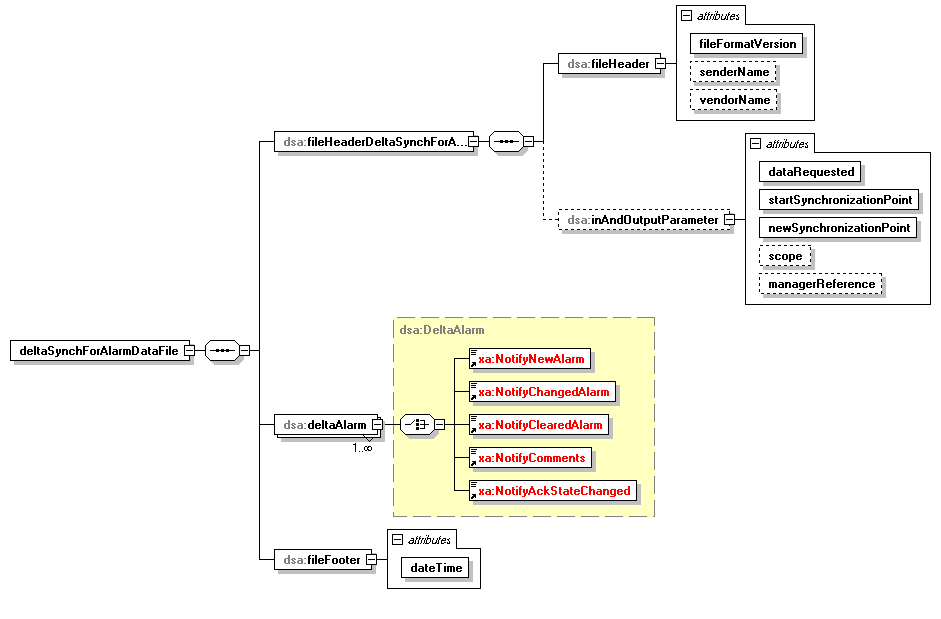 attributes
fileFormatVersion
dsa:fileHeader
senderName
vendorName
dsa:fileHeaderDeltaSynchForA...
attributes
dataRequested
startSynchronizationPoint
dsa:inAndOutputParameter
newSynchronizationPoint
scope
managerReference
dsa:DeltaAlarm
deltaSynchForAlarmDataFile
xa:NotifyNewAlarm
xa:NotifyChangedAlarm
dsa:deltaAlarm
xa:NotifyClearedAlarm
1..∞
xa:NotifyComments
xa:NotifyAckStateChanged
attributes
dsa:fileFooter
dateTime